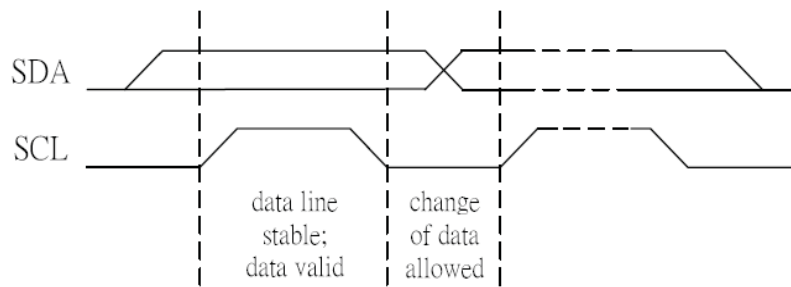 SDA
SCL
data line
stable;
data valid
change
of data
allowed